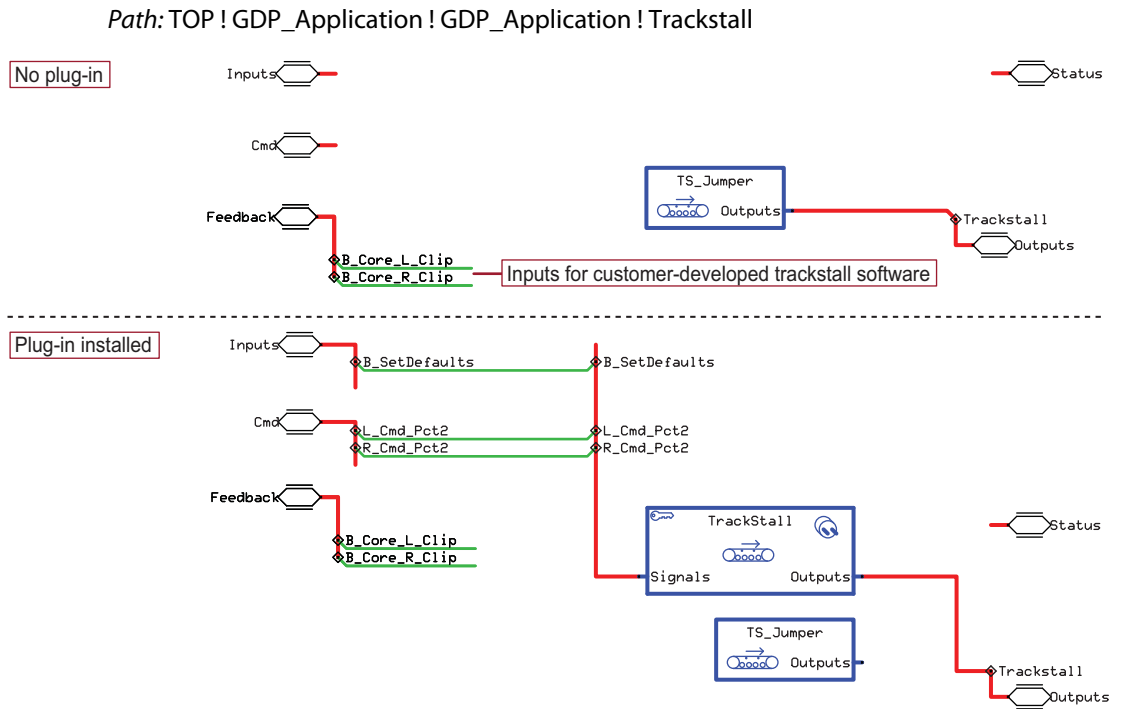 Path: TOP ! GDP_Application ! GDP_Application ! Trackstall
No plug-in
Inputs
Status
Cmd
TS_Jumper
Outputs
Feedback
Trackstall
Outputs
B_Core_L_Clip
B_Core_R_Clip
Inputs for customer-developed trackstall software
Plug-in installed
Inputs
B_SetDefaults
B_SetDefaults
Cmd
L_Cmd_Pct2
L_Cmd_Pct2
R_Cmd_Pct2
R_Cmd_Pct2
Feedback
B_Core_L_Clip
B_Core_R_Clip
TrackStall
Status
Signals
Outputs
TS_Jumper
Outputs
Trackstall
Outputs